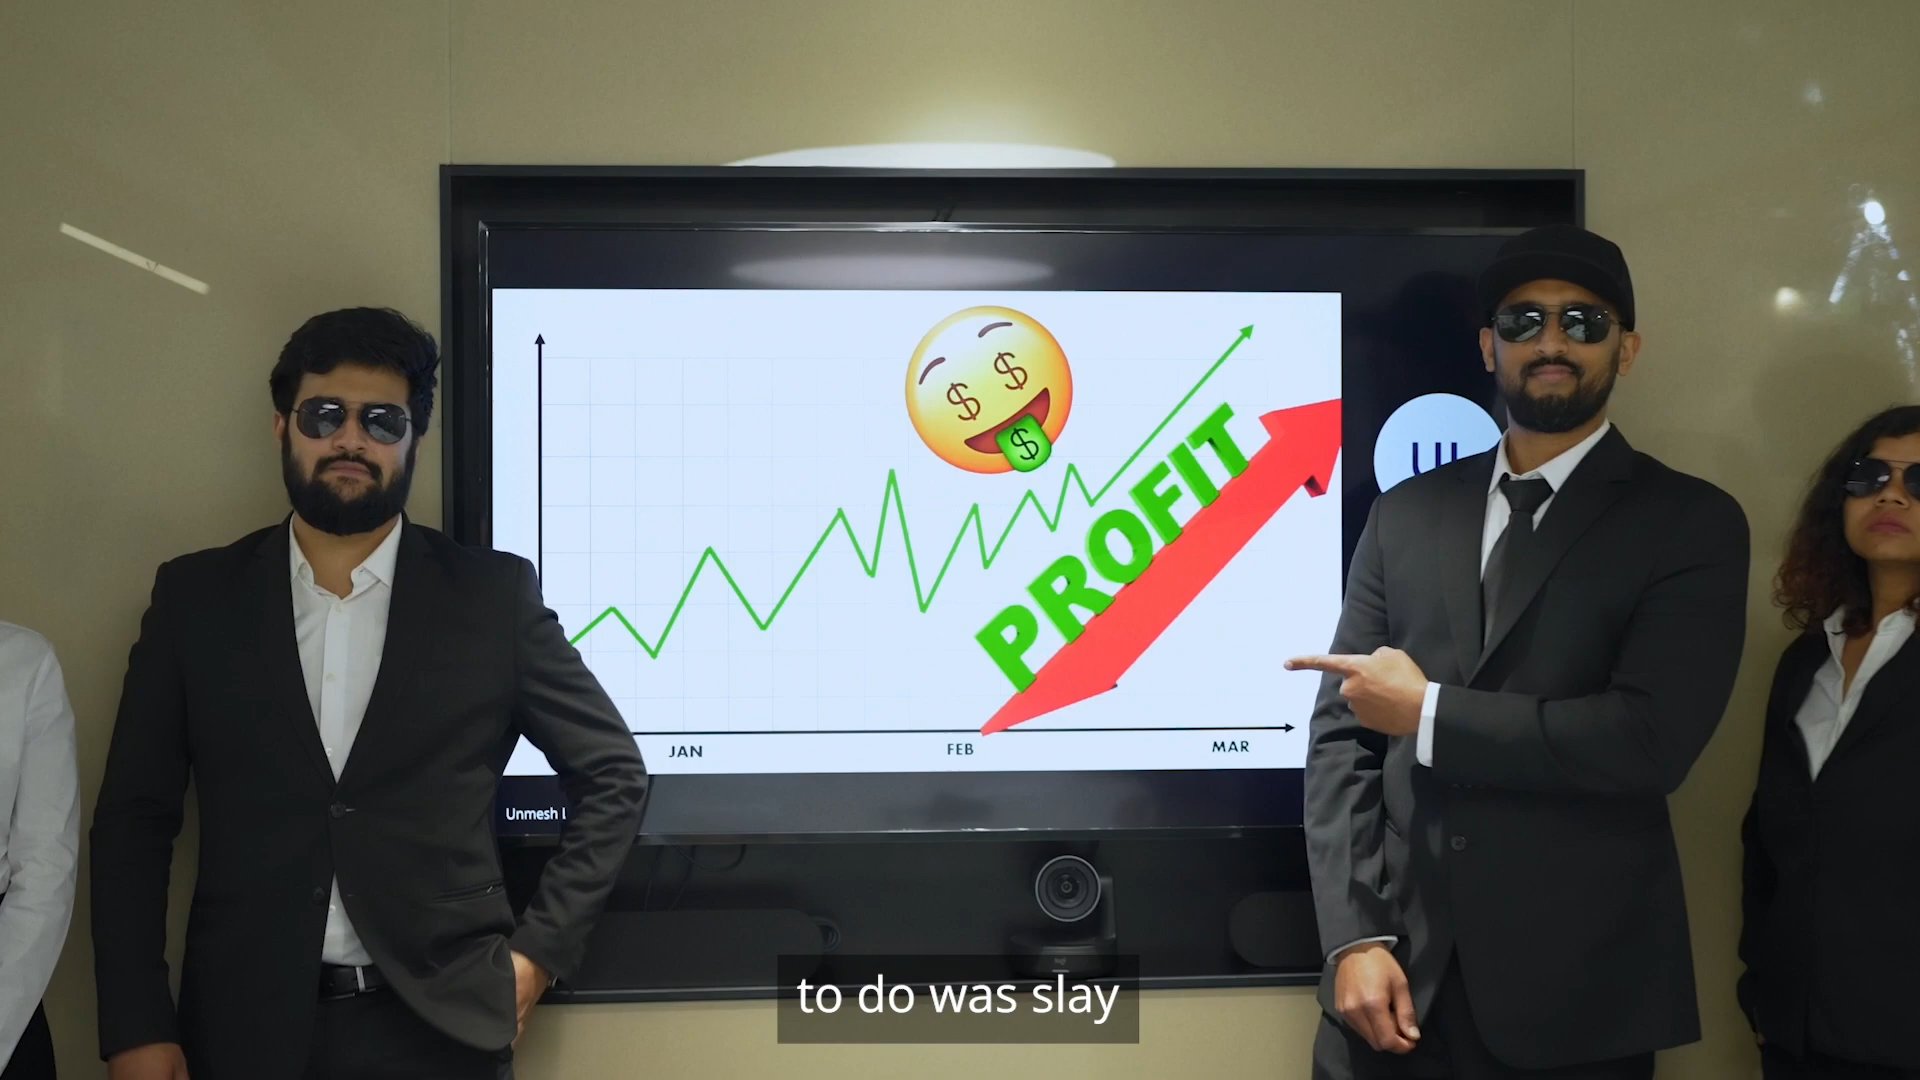 $ $
$
PROFIT
JAN FEB MAR
Unmesh
to do was slay